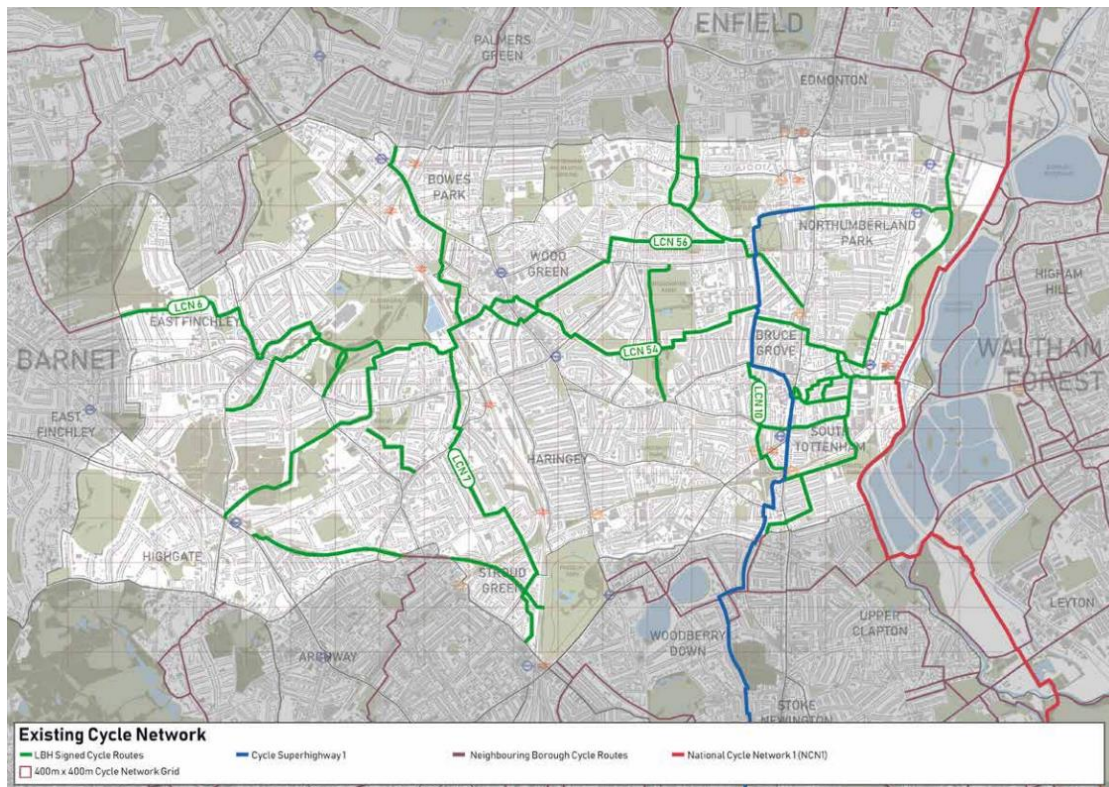 ENFIELD
PALMERS
GREEN
EDMONTON
BOWES
PARK
NORTHUMBERLAND
PARK
LCN 56
WOOD
GREEN
HIGHAM
HILL
LCN 6
EAST FINCHLEY
BARNET
BRUCE
GROVE
WALTHAM
FOREST
LCN 54
EAST
FINCHLEY
LCN 10
SOUTH
TOTTENHAM
HARINGEY
LCN 7
HIGHGATE
STROUD
GREEN
LEYTON
UPPER
CLAPTON
WOODBERRY
DOWN
ARCHWAY
STOKE
NEWINGTON
Existing Cycle Network
LBH Signed Cycle Routes
Cycle Superhighway 1
Neighbouring Borough Cycle Routes
National Cycle Network 1 (NCN1)
400m x 400m Cycle Network Grid